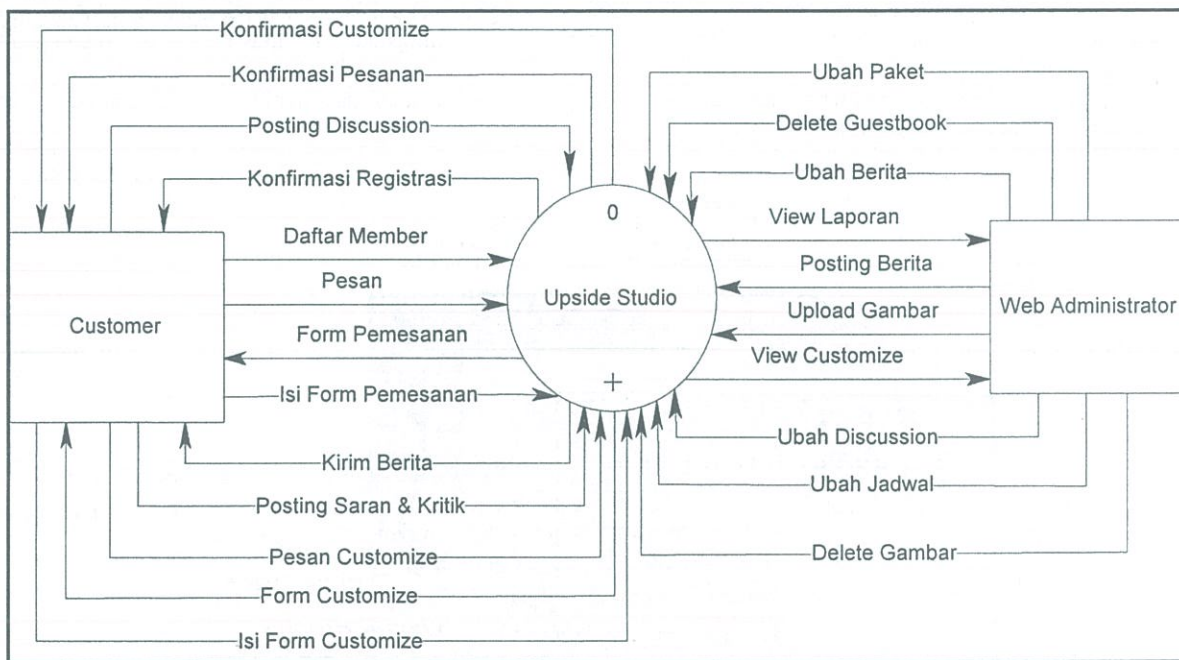 Konfirmasi Customize
Konfirmasi Pesanan
Posting Discussion
Konfirmasi Registrasi
Daftar Member
Pesan
Form Pemesanan
Isi Form Pemesanan
Kirim Berita
Posting Saran & Kritik
Pesan Customize
Form Customize
Isi Form Customize
Customer
0
Upside Studio
+
Ubah Paket
Delete Guestbook
Ubah Berita
View Laporan
Posting Berita
Upload Gambar
View Customize
Ubah Discussion
Ubah Jadwal
Delete Gambar
Web Administrator